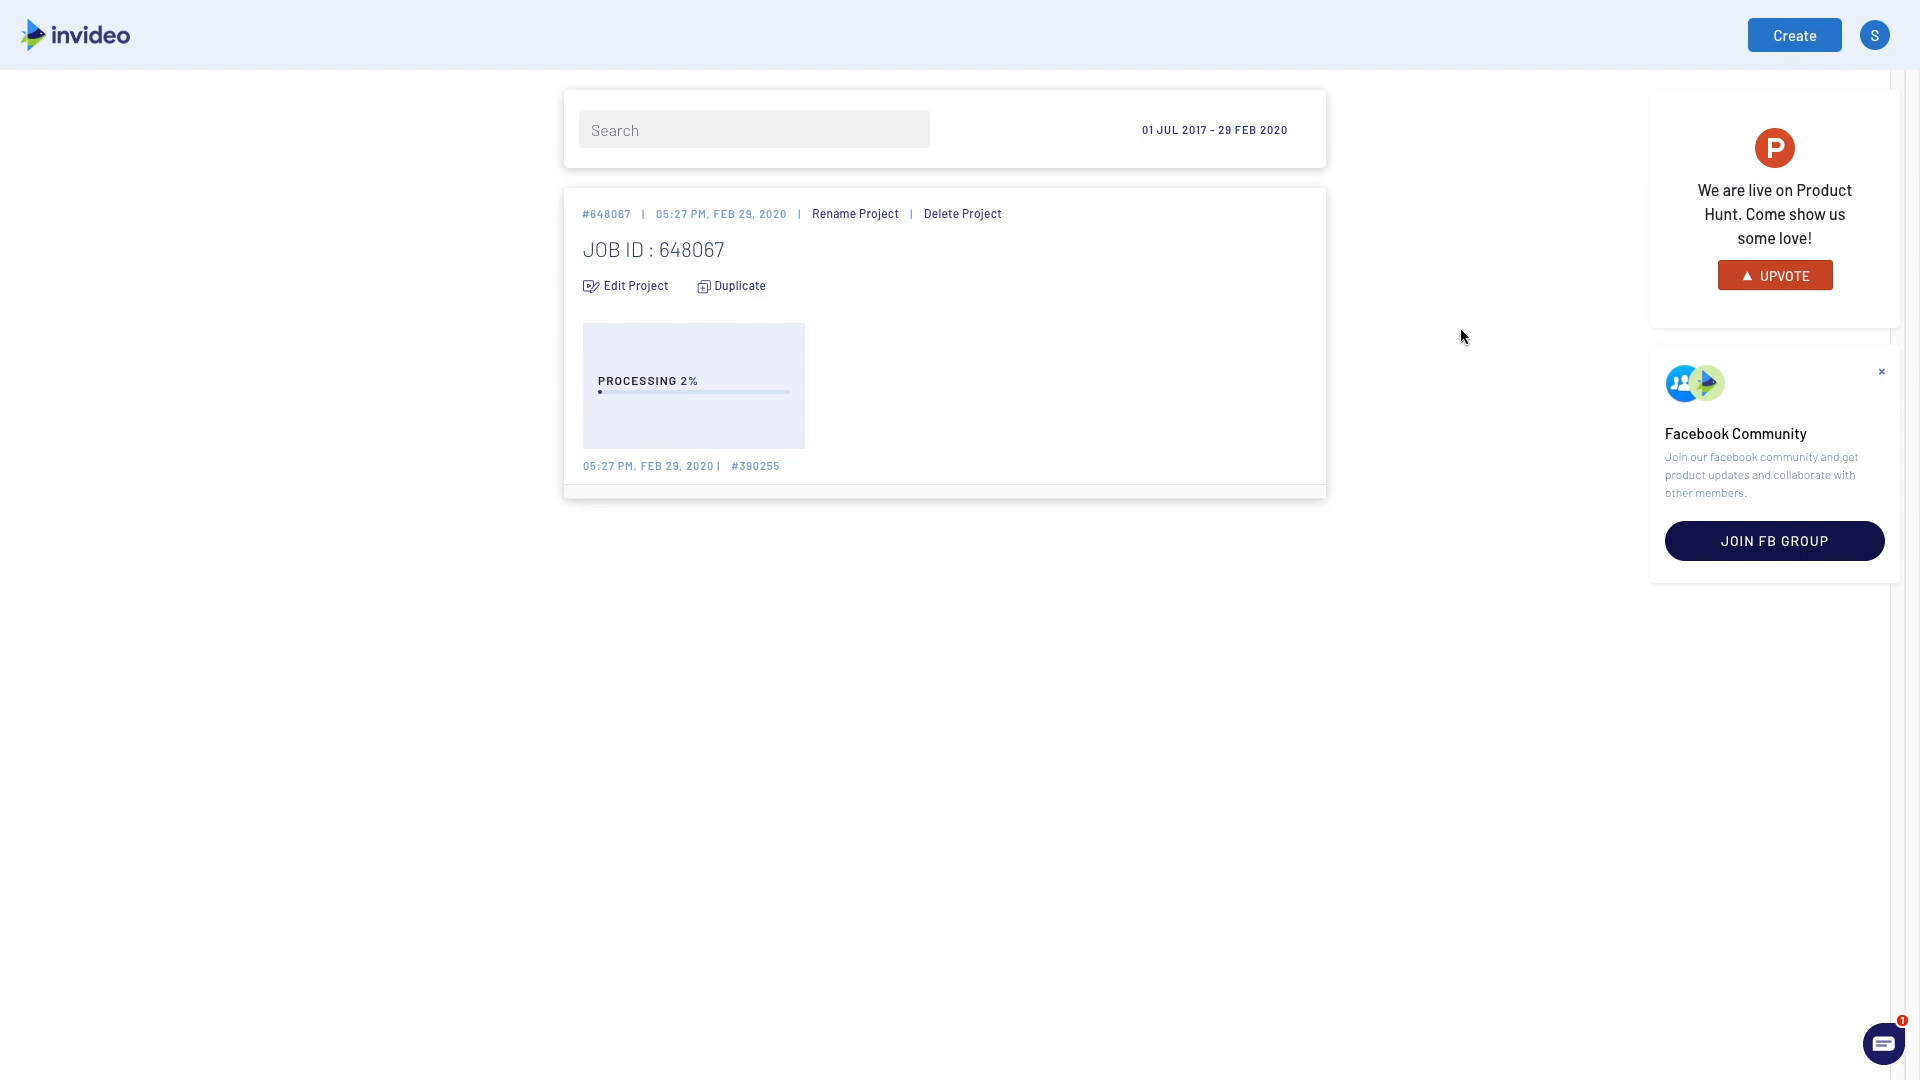 invideo
Create
S
Search
01 JUL 2017 - 29 FEB 2020
#648067 | 05:27 PM, FEB 29, 2020 | Rename Project | Delete Project
JOB ID : 648067
Edit Project Duplicate
PROCESSING 2%
05:27 PM, FEB 29, 2020 | #390255
P
We are live on Product
Hunt. Come show us
some love!
▲ UPVOTE
×
Facebook Community
Join our facebook community and get
product updates and collaborate with
other members.
JOIN FB GROUP
1